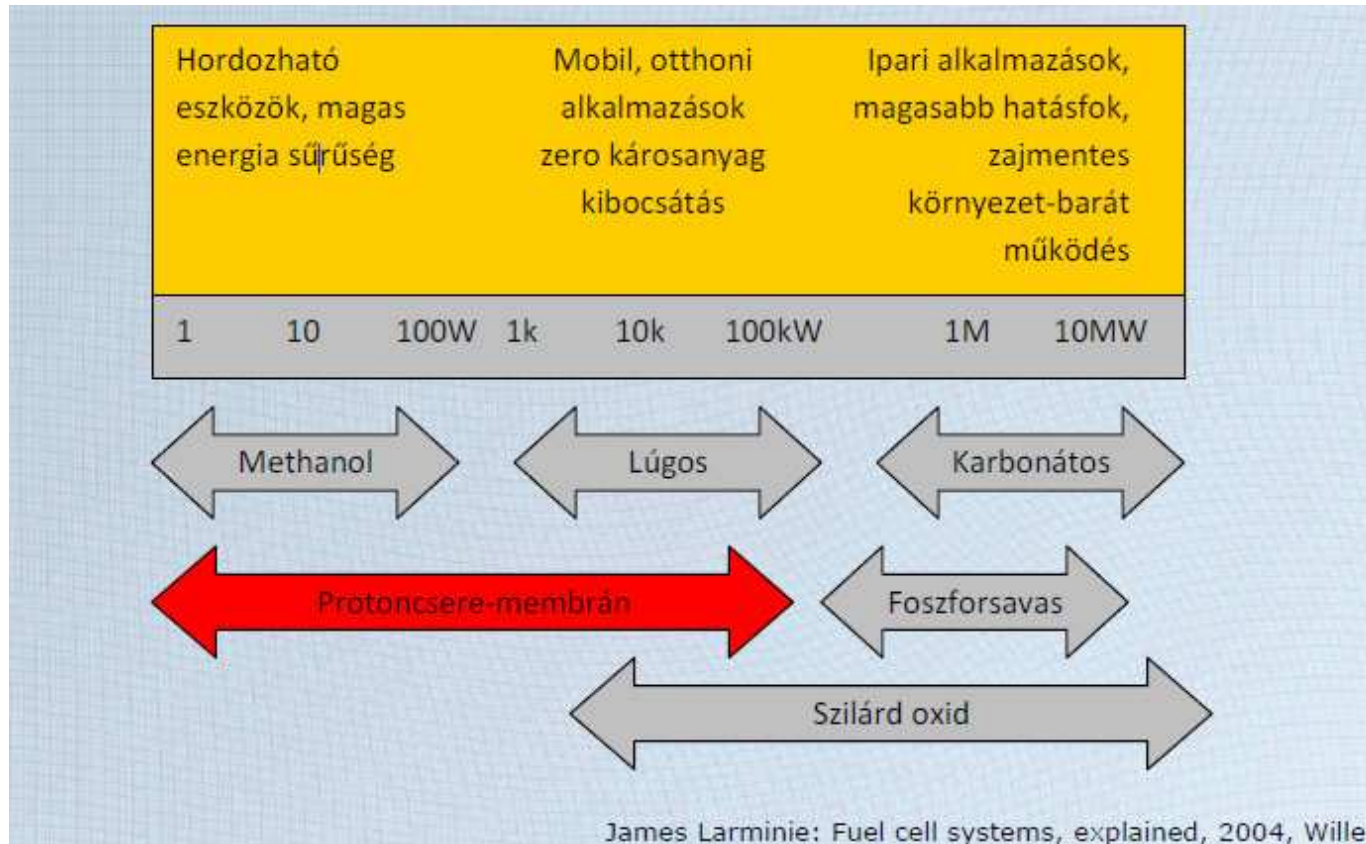 Hordozható
eszközök, magas
energia sűrűség
Mobil, otthoni
alkalmazások
zero károsanyag
kibocsátás
Ipari alkalmazások,
magasabb hatásfok,
zajmentes
környezet-barát
működés
1 10 100W 1k 10k 100kW 1M 10MW
Methanol Lúgos Karbonátos
Protoncsere-membrán Foszforsavas
Szilárd oxid
James Larminie: Fuel cell systems, explained, 2004, Wille